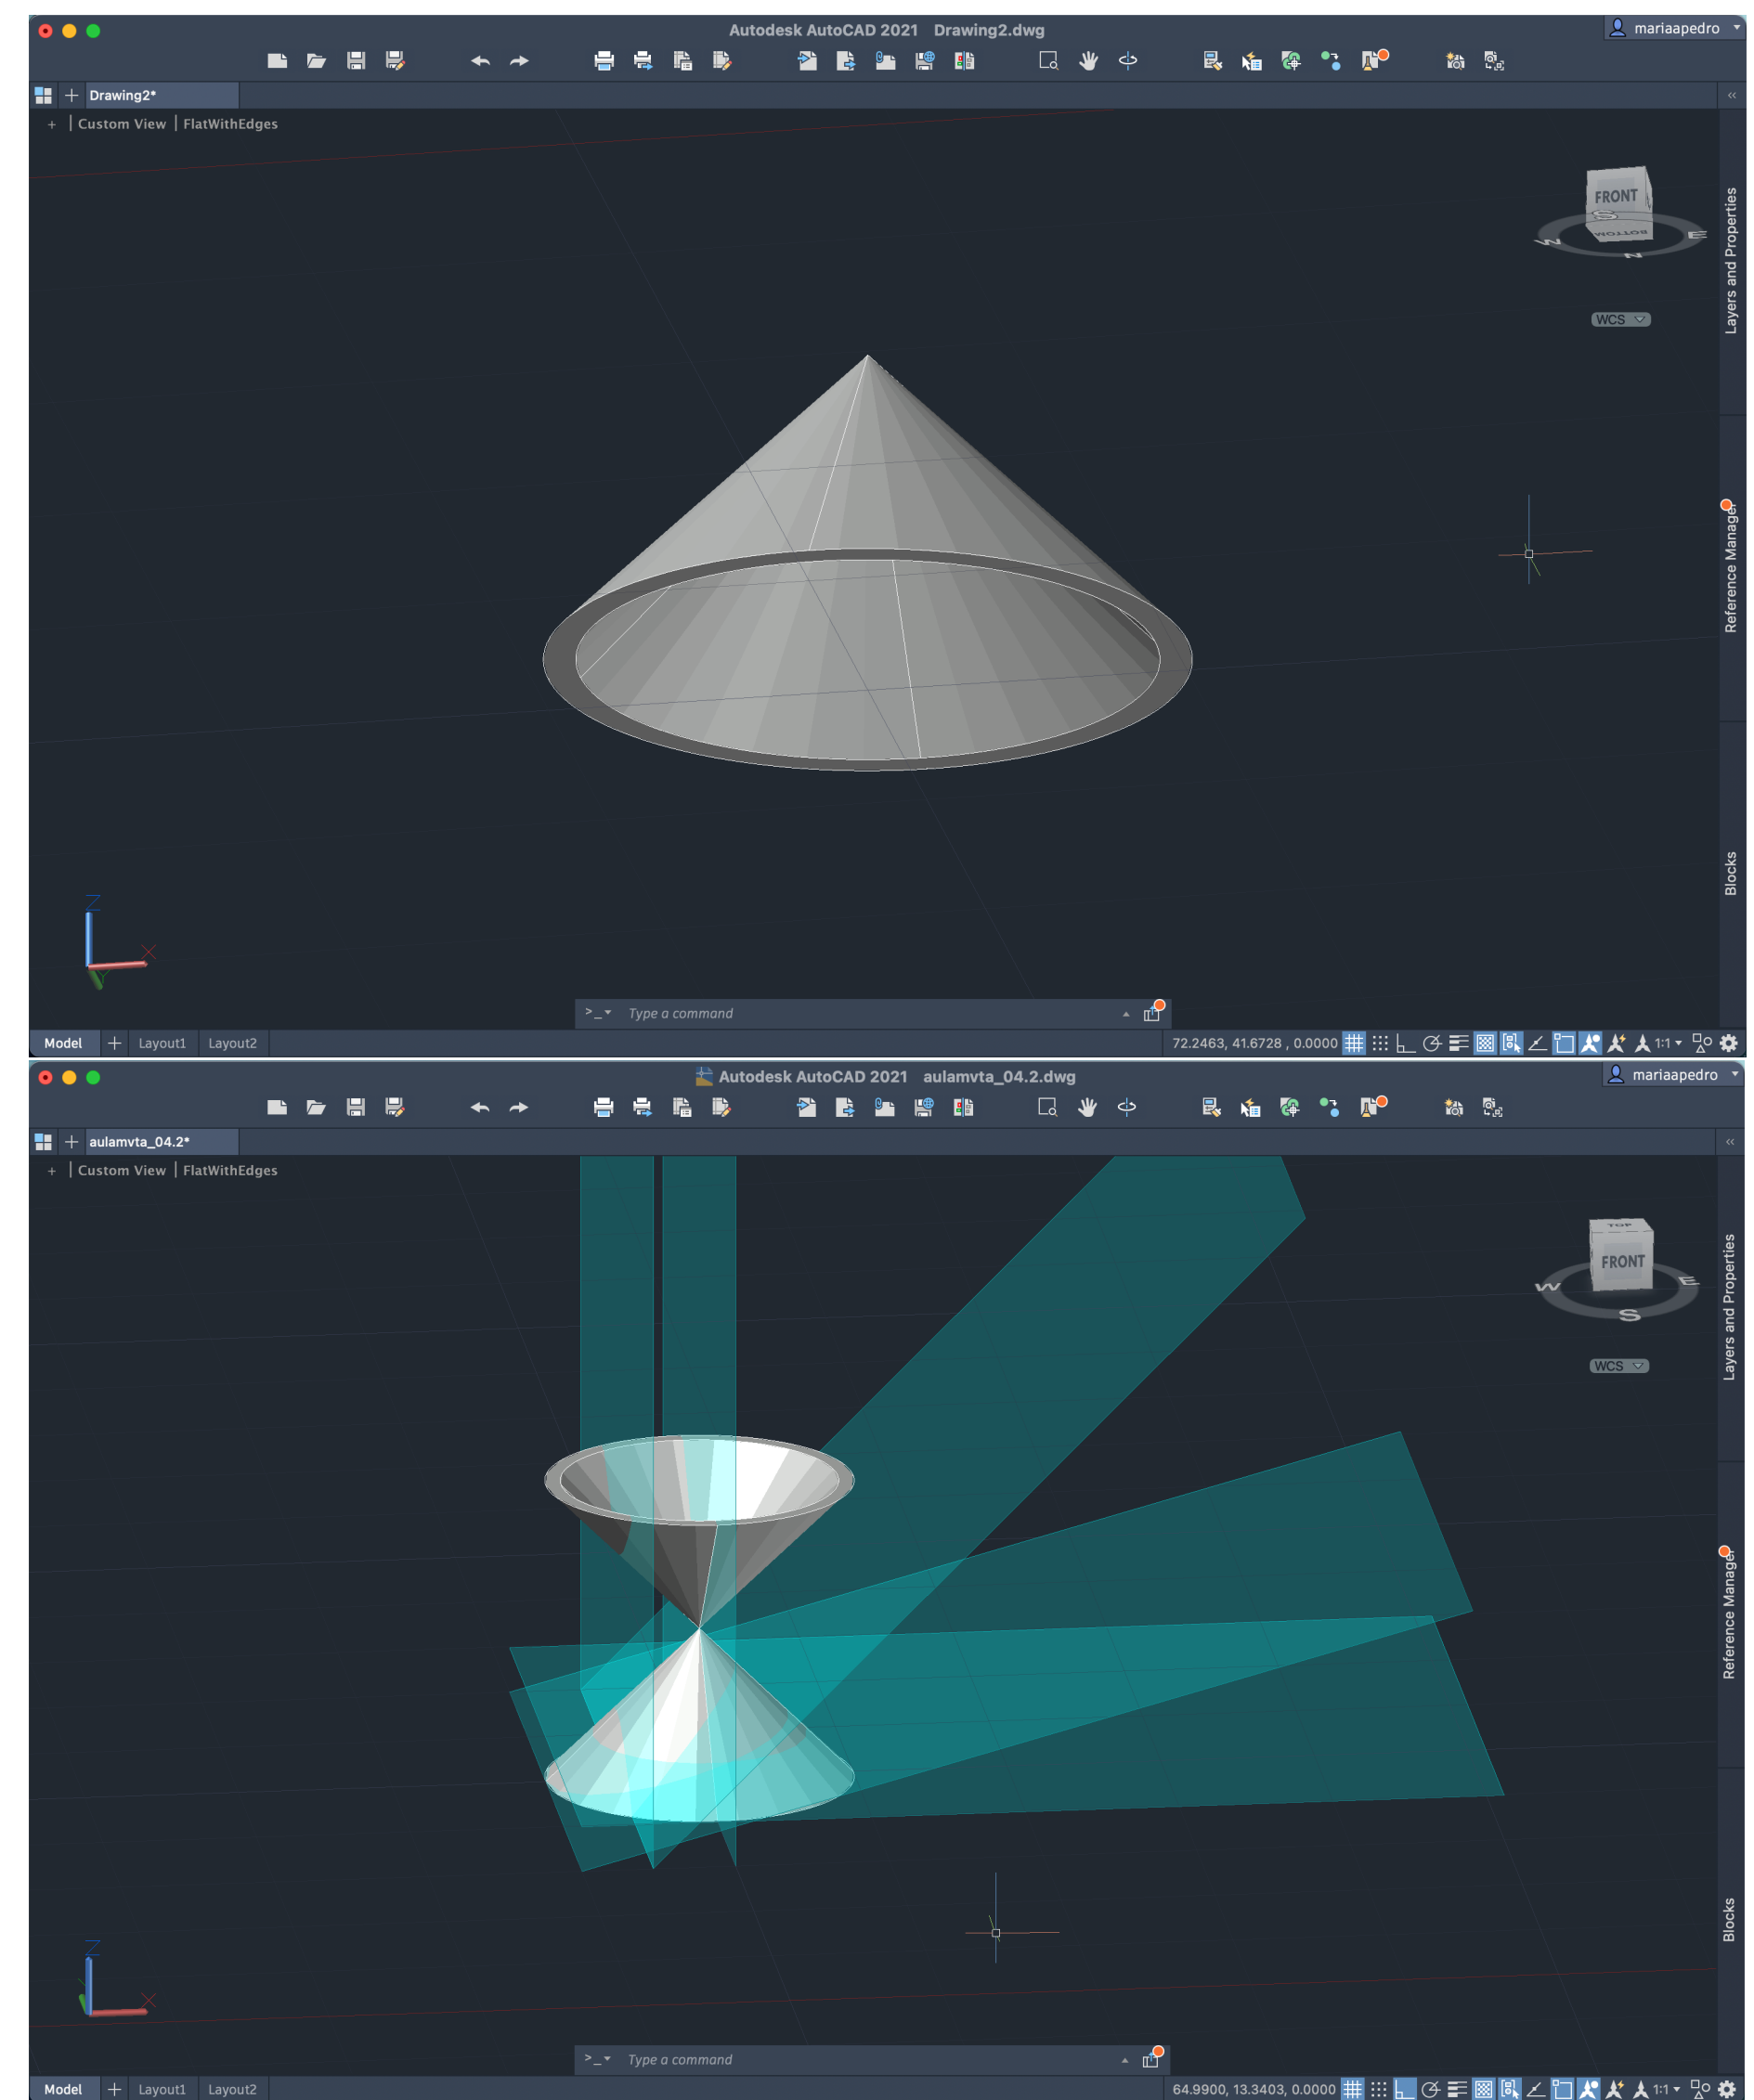 Autodesk AutoCAD 2021 Drawing2.dwg
mariaapedro
Drawing2*
+ | Custom View | FlatWithEdges
FRONT
BOTTOM
S
W
E
N
WCS
Layers and Properties
Reference Manager
Blocks
Z
X
Y
>_ Type a command
Model + Layout1 Layout2
72.2463, 41.6728 , 0.0000
1:1
Autodesk AutoCAD 2021 aulamvta_04.2.dwg
mariaapedro
aulamvta_04.2*
+ | Custom View | FlatWithEdges
TOP
FRONT
W
E
S
WCS
Layers and Properties
Reference Manager
Blocks
Z
X
>_ Type a command
Model + Layout1 Layout2
64.9900, 13.3403, 0.0000
1:1